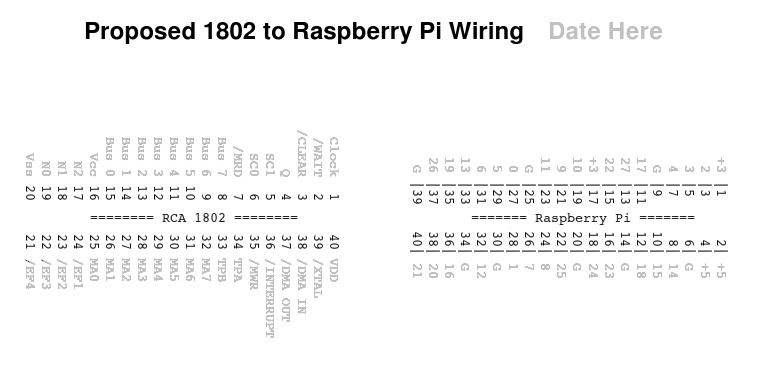 Proposed 1802 to Raspberry Pi Wiring Date Here
Vss 20
N0 19
N1 18
N2 17
Vcc 16
Bus 0 15
Bus 1 14
Bus 2 13
Bus 3 12
Bus 4 11
Bus 5 10
Bus 6 9
Bus 7 8
/MRD 7
SC0 6
SC1 5
Q 4
/CLEAR 3
/WAIT 2
Clock 1
======== RCA 1802 ========
21 /EF4
22 /EF3
23 /EF2
24 /EF1
25 MA0
26 MA1
27 MA2
28 MA3
29 MA4
30 MA5
31 MA6
32 MA7
33 TPB
34 TPA
35 /MWR
36 /INTERRUPT
37 /DMA OUT
38 /DMA IN
39 /XTAL
40 VDD
G |39
26 |37
19 |35
13 |33
6 |31
5 |29
0 |27
G |25
11 |23
9 |21
10 |19
+3 |17
22 |15
27 |13
17 |11
G |9
4 |7
3 |5
2 |3
+3 |1
======= Raspberry Pi =======
40| 21
38| 20
36| 16
34| G
32| 12
30| G
28| 1
26| 7
24| 8
22| 25
20| G
18| 24
16| 23
14| G
12| 18
10| 15
8| 14
6| G
4| +5
2| +5